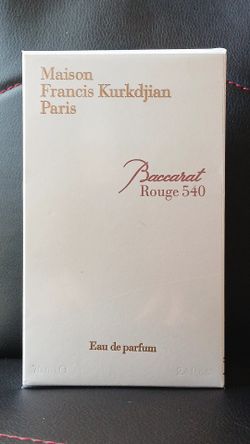 Maison
Francis Kurkdjian
Paris
Baccarat
Rouge 540
Eau de parfum